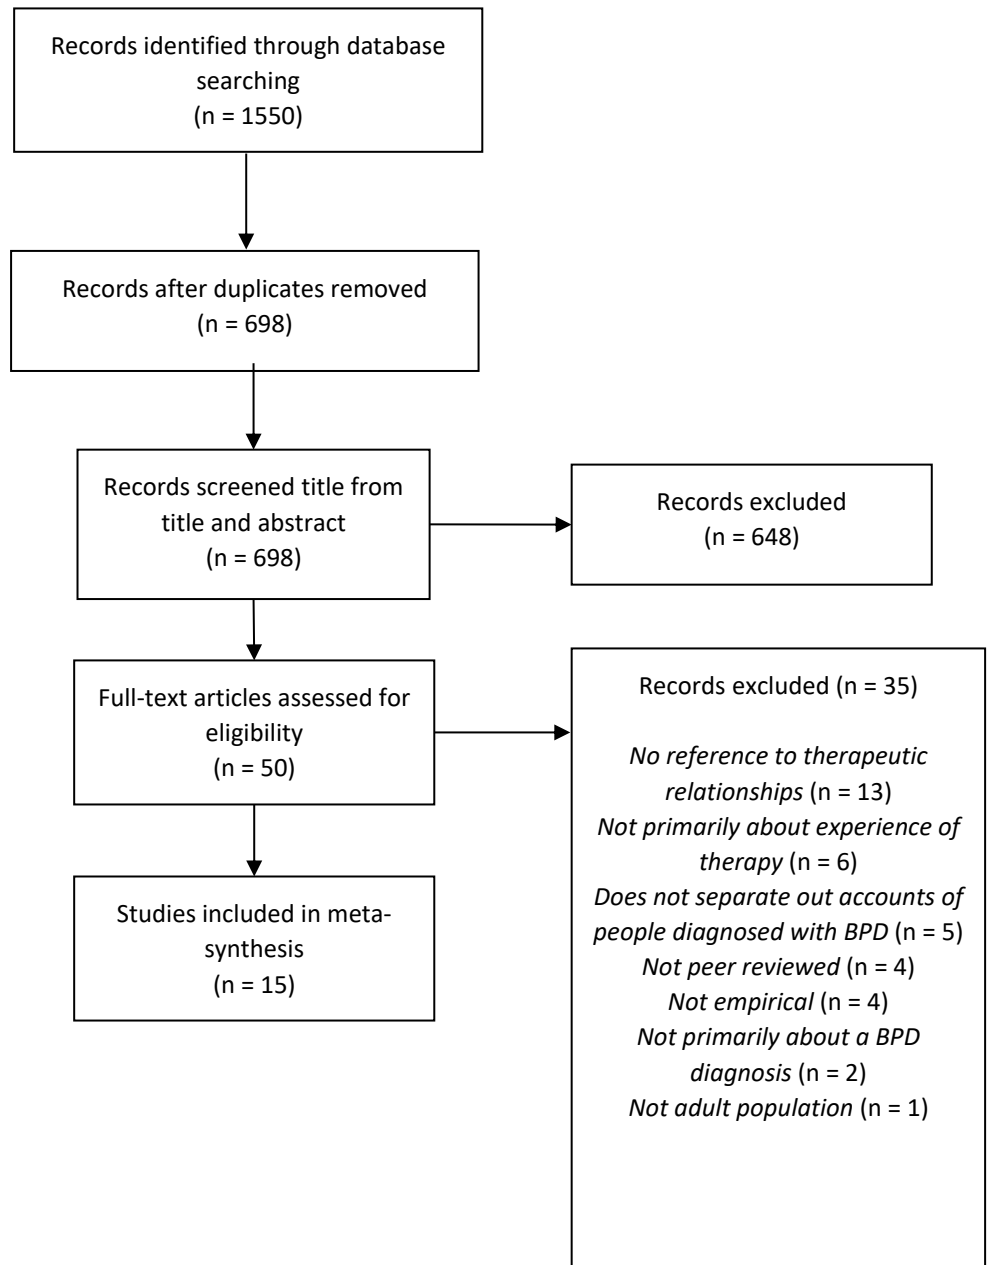 Records identified through database
searching
(n = 1550)
Records after duplicates removed
(n = 698)
Records screened title from
title and abstract
(n = 698)
Records excluded
(n = 648)
Full-text articles assessed for
eligibility
(n = 50)
Records excluded (n = 35)
No reference to therapeutic
relationships (n = 13)
Not primarily about experience of
therapy (n = 6)
Does not separate out accounts of
people diagnosed with BPD (n = 5)
Not peer reviewed (n = 4)
Not empirical (n = 4)
Not primarily about a BPD
diagnosis (n = 2)
Not adult population (n = 1)
Studies included in meta-
synthesis
(n = 15)